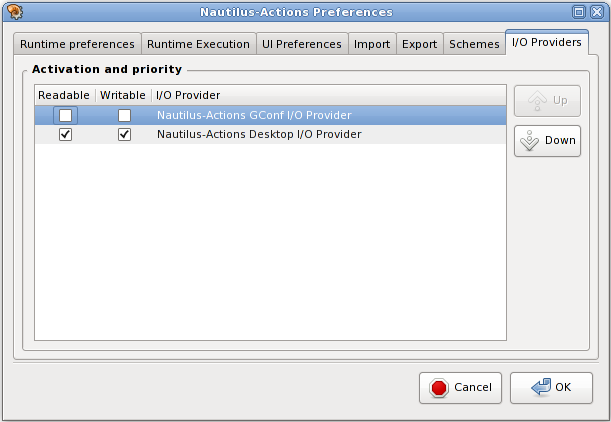 Nautilus-Actions Preferences
Runtime preferences Runtime Execution UI Preferences Import Export Schemes I/O Providers
Activation and priority
Readable Writable I/O Provider
Nautilus-Actions GConf I/O Provider
Nautilus-Actions Desktop I/O Provider
Up
Down
Cancel OK